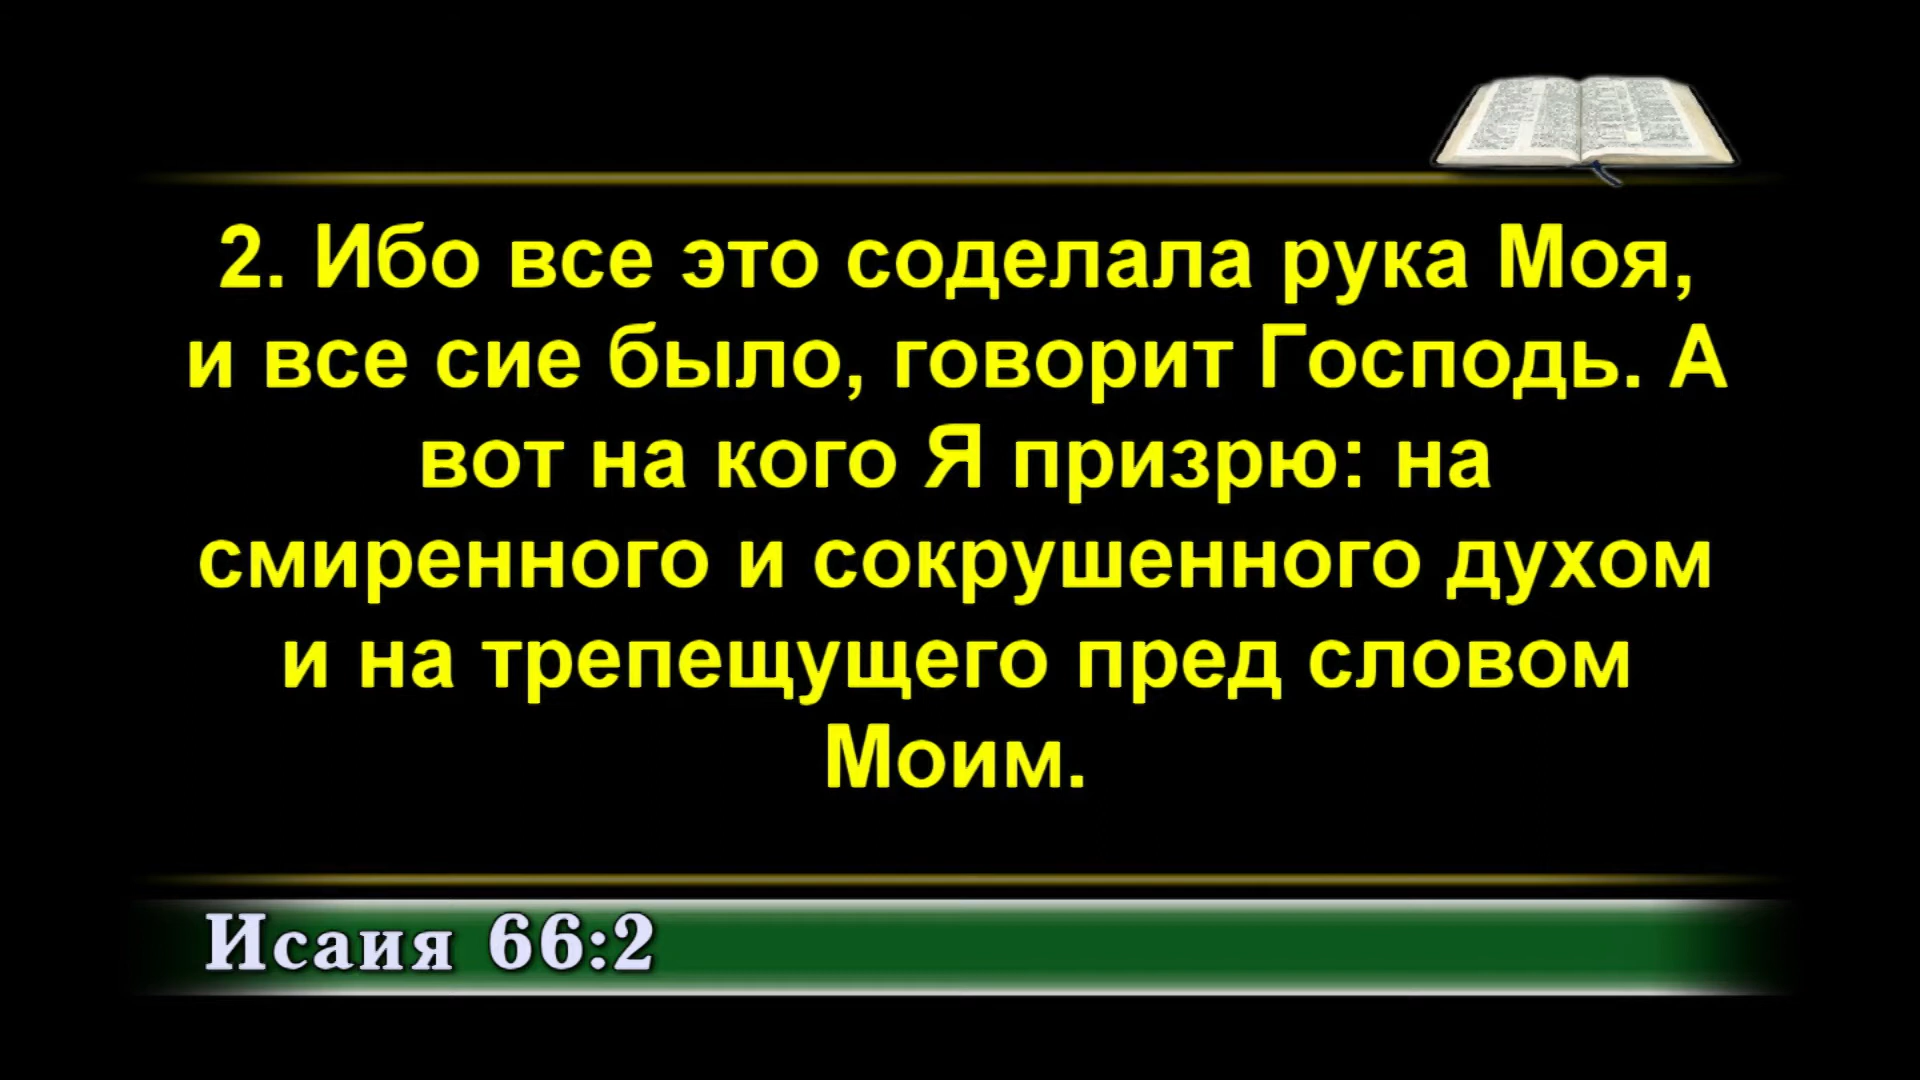 2. Ибо все это соделала рука Моя,
и все сие было, говорит Господь. А
вот на кого Я призрю: на
смиренного и сокрушенного духом
и на трепещущего пред словом
Моим.
Исаия 66:2